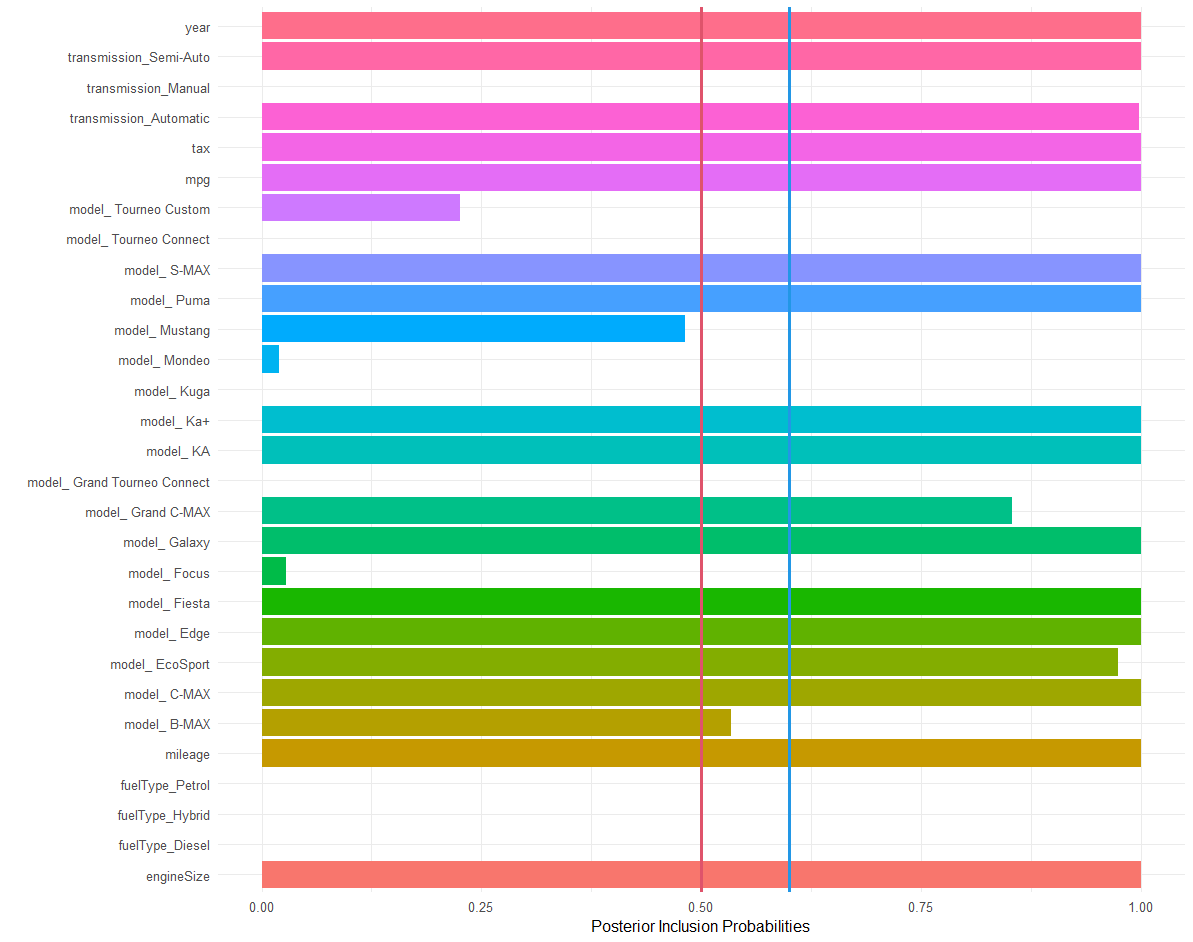 year
transmission_Semi-Auto
transmission_Manual
transmission_Automatic
tax
mpg
model_ Tourneo Custom
model_ Tourneo Connect
model_ S-MAX
model_ Puma
model_ Mustang
model_ Mondeo
model_ Kuga
model_ Ka+
model_ KA
model_ Grand Tourneo Connect
model_ Grand C-MAX
model_ Galaxy
model_ Focus
model_ Fiesta
model_ Edge
model_ EcoSport
model_ C-MAX
model_ B-MAX
mileage
fuelType_Petrol
fuelType_Hybrid
fuelType_Diesel
engineSize
0.00 0.25 0.50 0.75 1.00
Posterior Inclusion Probabilities